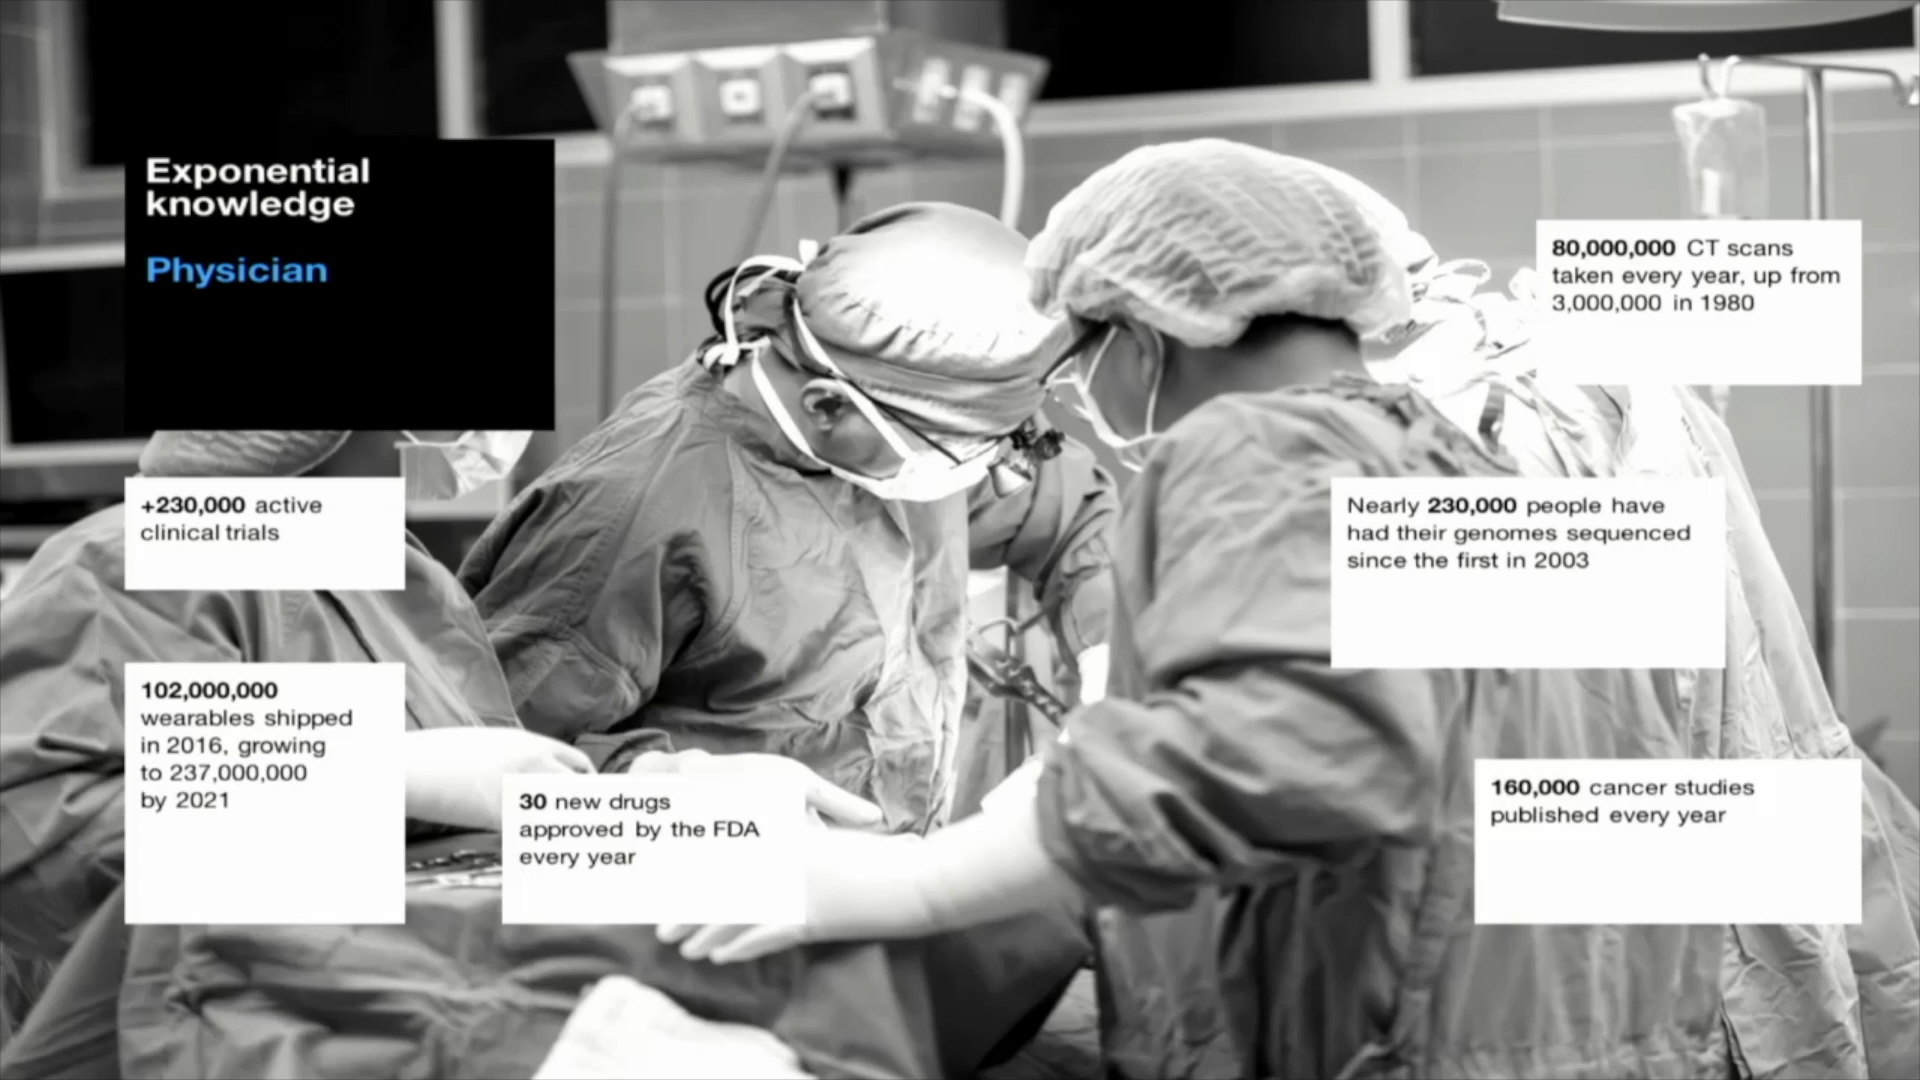 Exponential
knowledge
Physician
+230,000 active
clinical trials
102,000,000
wearables shipped
in 2016, growing
to 237,000,000
by 2021
30 new drugs
approved by the FDA
every year
80,000,000 CT scans
taken every year, up from
3,000,000 in 1980
Nearly 230,000 people have
had their genomes sequenced
since the first in 2003
160,000 cancer studies
published every year